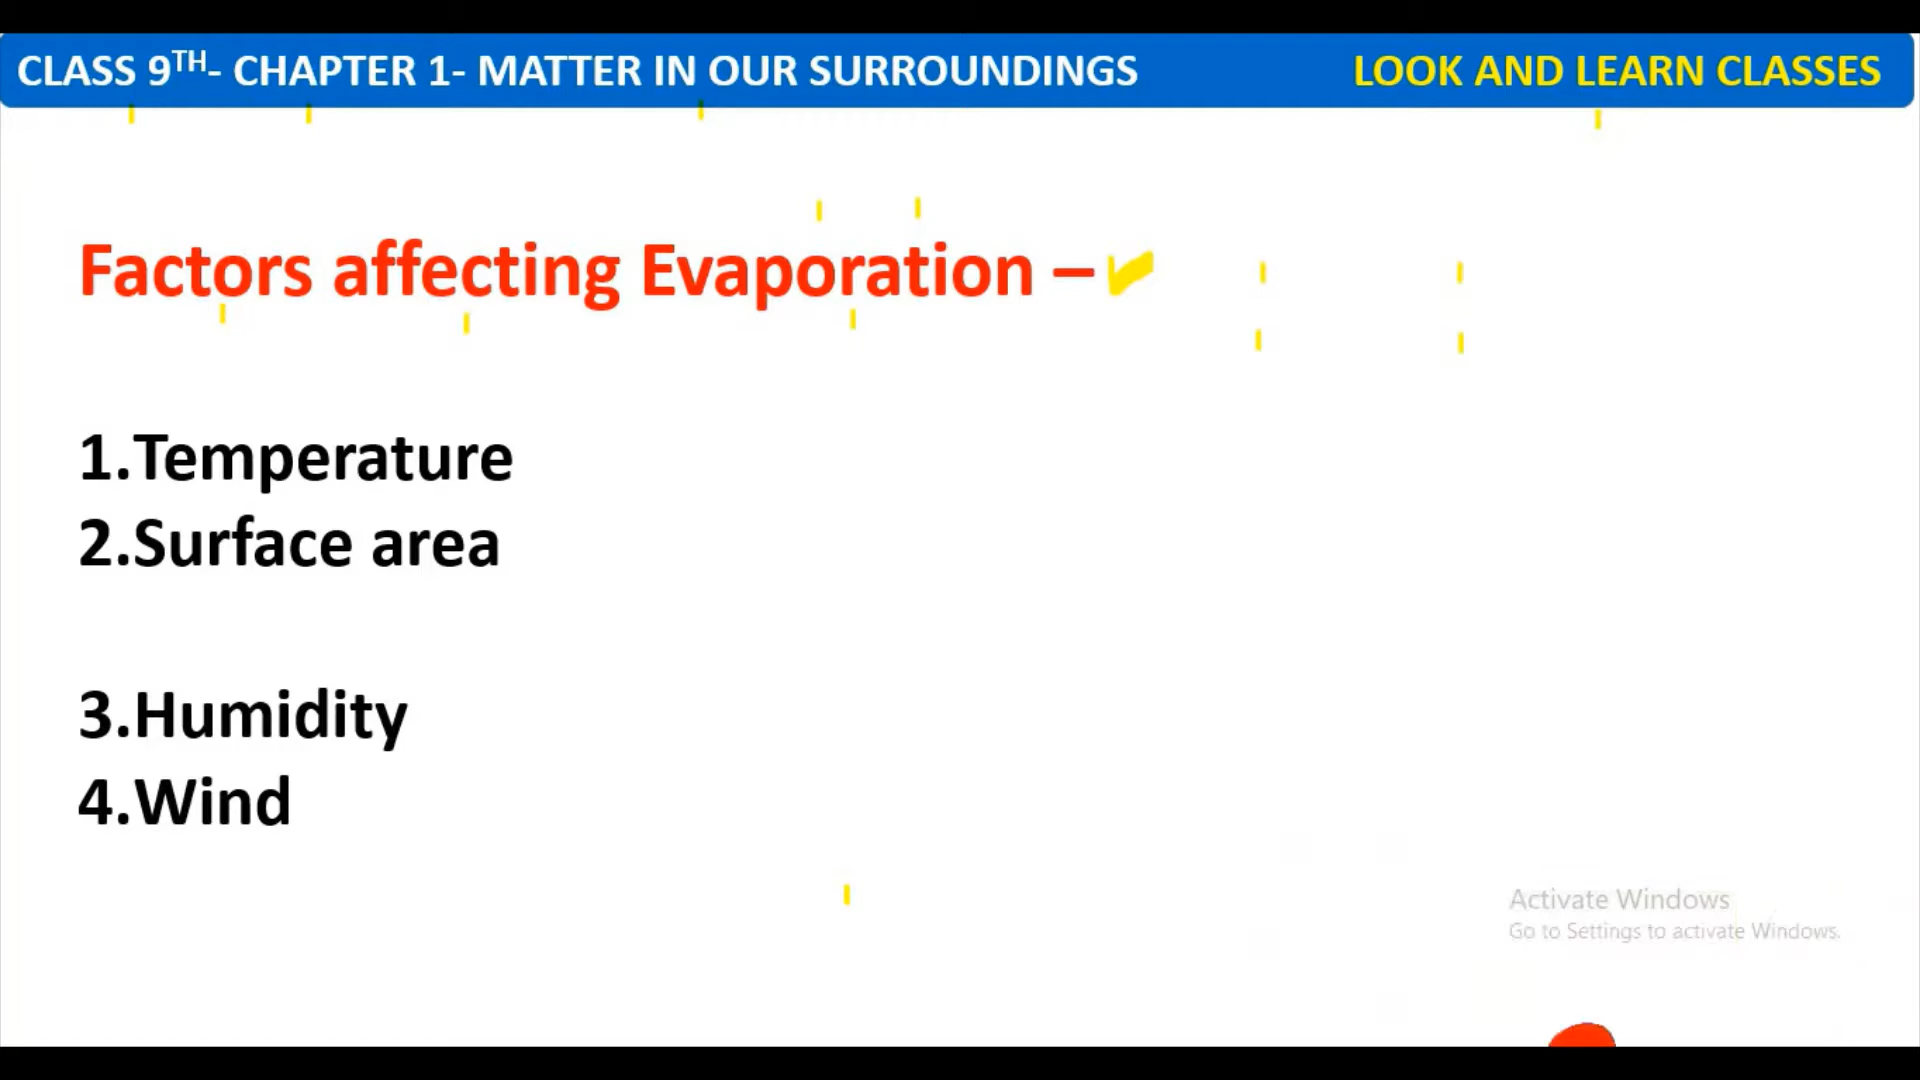 CLASS 9TH- CHAPTER 1- MATTER IN OUR SURROUNDINGS LOOK AND LEARN CLASSES
Factors affecting Evaporation –
1.Temperature
2.Surface area
3.Humidity
4.Wind
Activate Windows
Go to Settings to activate Windows.